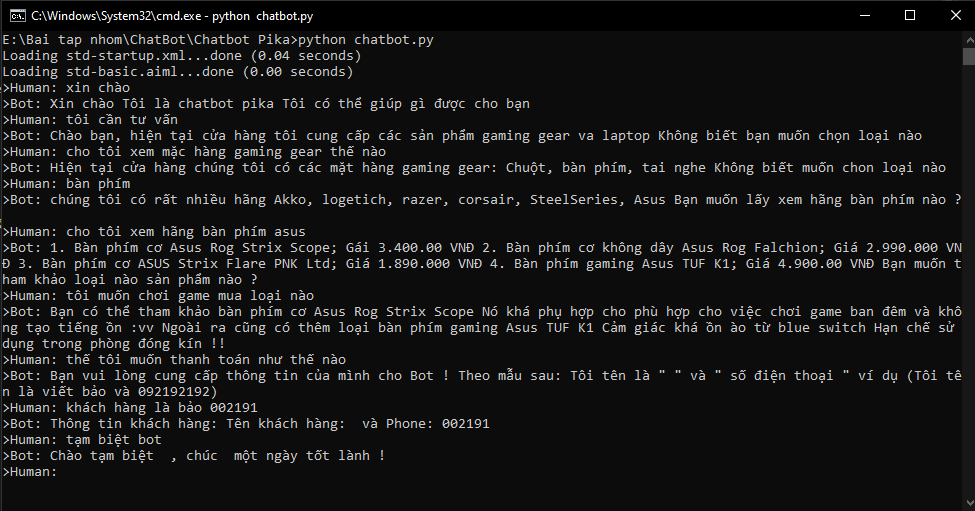 C:\Windows\System32\cmd.exe - python  chatbot.py
E:\Bai tap nhom\ChatBot\Chatbot Pika>python chatbot.py
Loading std-startup.xml...done (0.04 seconds)
Loading std-basic.aiml...done (0.00 seconds)
>Human: xin chào
>Bot: Xin chào Tôi là chatbot pika Tôi có thể giúp gì được cho bạn
>Human: tôi cần tư vấn
>Bot: Chào bạn, hiện tại cửa hàng tôi cung cấp các sản phẩm gaming gear va laptop Không biết bạn muốn chọn loại nào
>Human: cho tôi xem mặc hàng gaming gear thế nào
>Bot: Hiện tại cửa hàng chúng tôi có các mặt hàng gaming gear: Chuột, bàn phím, tai nghe Không biết muốn chọn loại nào
>Human: bàn phím
>Bot: chúng tôi có rất nhiều hãng Akko, logetich, razer, corsair, SteelSeries, Asus Bạn muốn lấy xem hãng bàn phím nào ?
>Human: cho tôi xem hãng bàn phím asus
>Bot: 1. Bàn phím cơ Asus Rog Strix Scope; Gái 3.400.00 VNĐ 2. Bàn phím cơ không dây Asus Rog Falchion; Giá 2.990.000 VN
Đ 3. Bàn phím cơ ASUS Strix Flare PNK Ltd; Giá 1.890.000 VNĐ 4. Bàn phím gaming Asus TUF K1; Giá 4.900.00 VNĐ Bạn muốn t
ham khảo loại nào sản phẩm nào ?
>Human: tôi muốn chơi game mua loại nào
>Bot: Bạn có thể tham khảo bàn phím cơ Asus Rog Strix Scope Nó khá phụ hợp cho phù hợp cho việc chơi game ban đêm và khô
ng tạo tiếng ồn :vv Ngoài ra cũng có thêm loại bàn phím gaming Asus TUF K1 Cảm giác khá ồn ào từ blue switch Hạn chế sử
dụng trong phòng đóng kín !!
>Human: thế tôi muốn thanh toán như thế nào
>Bot: Bạn vui lòng cung cấp thông tin của mình cho Bot ! Theo mẫu sau: Tôi tên là " " và " số điện thoại " ví dụ (Tôi tê
n là viết bảo và 092192192)
>Human: khách hàng là bảo 002191
>Bot: Thông tin khách hàng: Tên khách hàng:  và Phone: 002191
>Human: tạm biệt bot
>Bot: Chào tạm biệt  , chúc  một ngày tốt lành !
>Human: